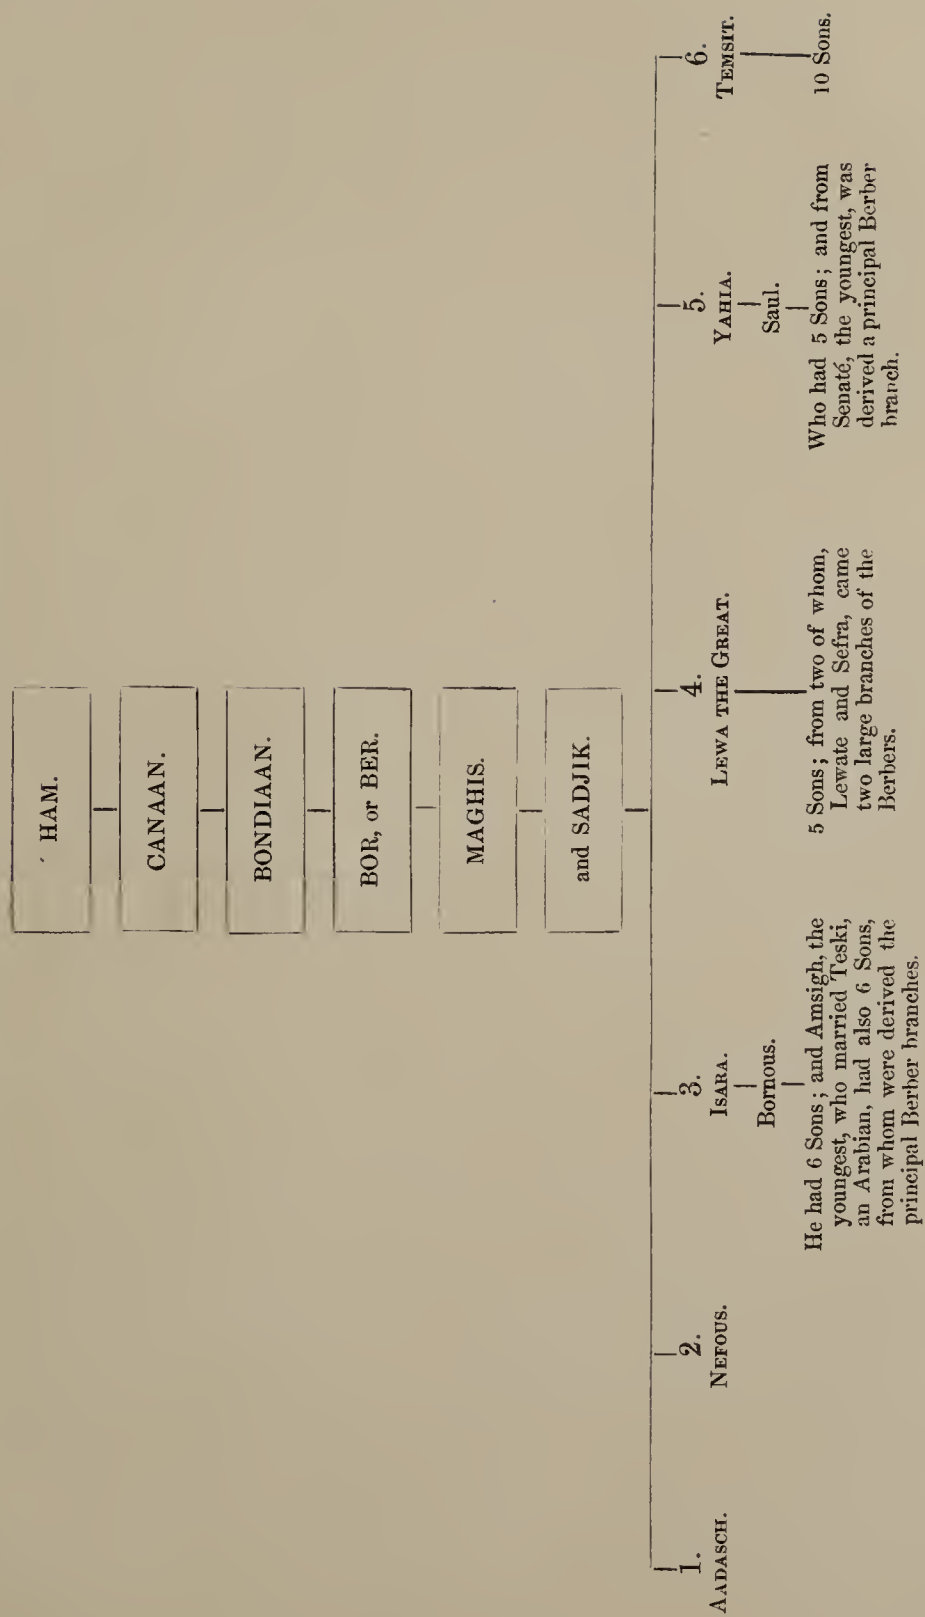 HAM.
CANAAN.
BONDIAAN.
BOR, or BER.
MAGHIS.
and SADJIK.
1.
AADASCH.
2.
NEFOUS.
3.
ISARA.
Bornous.
He had 6 Sons; and Amsigh, the
youngest, who married Teski,
an Arabian, had also 6 Sons,
from whom were derived the
principal Berber branches.
4.
LEWA THE GREAT.
5 Sons; from two of whom,
Lewate and Sefra, came
two large branches of the
Berbers.
5.
YAHIA.
Saul.
Who had 5 Sons; and from
Senaté, the youngest, was
derived a principal Berber
branch.
6.
TEMSIT.
10 Sons.